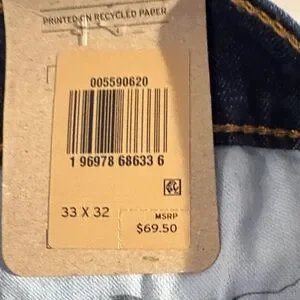 PRINTED ON RECYCLED PAPER
005590620
1 96978 68633 6
33 X 32
MSRP
$69.50